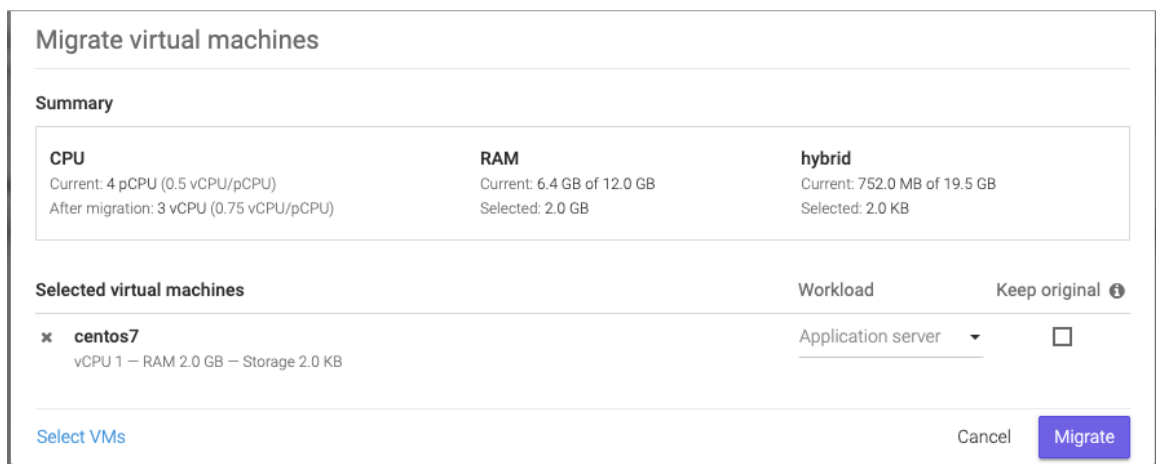 Migrate virtual machines
Summary
CPU
Current: 4 pCPU (0.5 vCPU/pCPU)
After migration: 3 vCPU (0.75 vCPU/pCPU)
RAM
Current: 6.4 GB of 12.0 GB
Selected: 2.0 GB
hybrid
Current: 752.0 MB of 19.5 GB
Selected: 2.0 KB
Selected virtual machines
Workload
Keep original
centos7
vCPU 1 — RAM 2.0 GB — Storage 2.0 KB
Application server
Select VMs
Cancel
Migrate